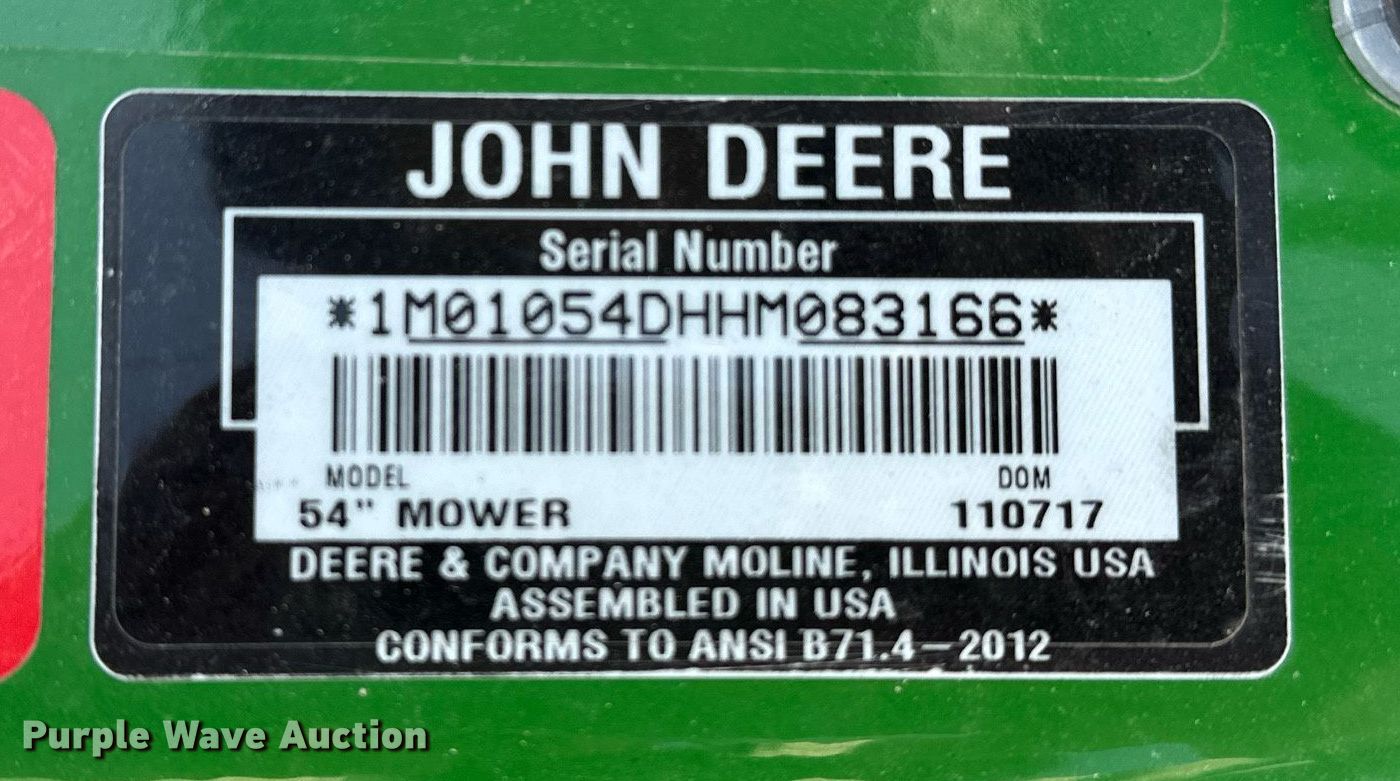 JOHN DEERE
Serial Number
*1M01054DHHM083166*
MODEL DOM
54" MOWER 110717
DEERE & COMPANY MOLINE, ILLINOIS USA
ASSEMBLED IN USA
CONFORMS TO ANSI B71.4-2012
Purple Wave Auction